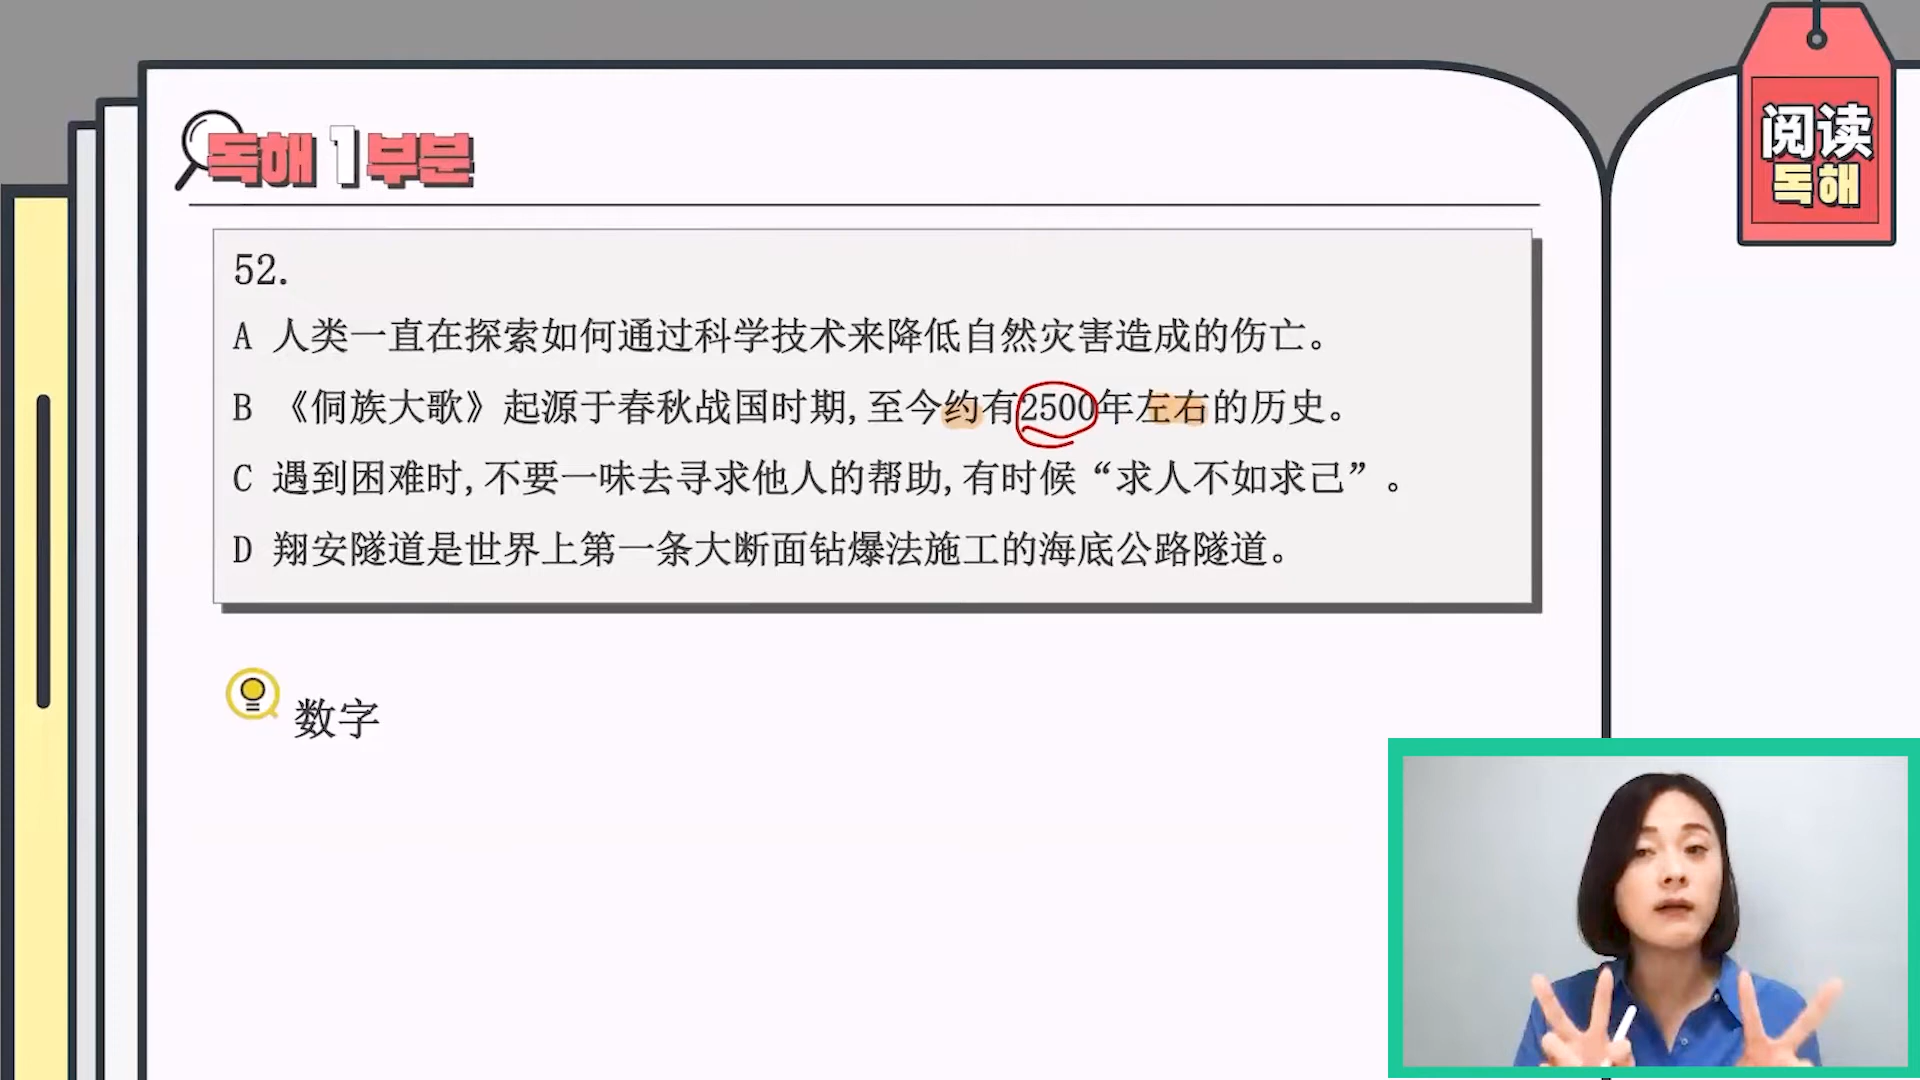 독해 1 부분
阅读
독해
52.
A 人类一直在探索如何通过科学技术来降低自然灾害造成的伤亡。
B 《侗族大歌》起源于春秋战国时期,至今约有2500年左右的历史。
C 遇到困难时,不要一味去寻求他人的帮助,有时候“求人不如求己”。
D 翔安隧道是世界上第一条大断面钻爆法施工的海底公路隧道。
数字